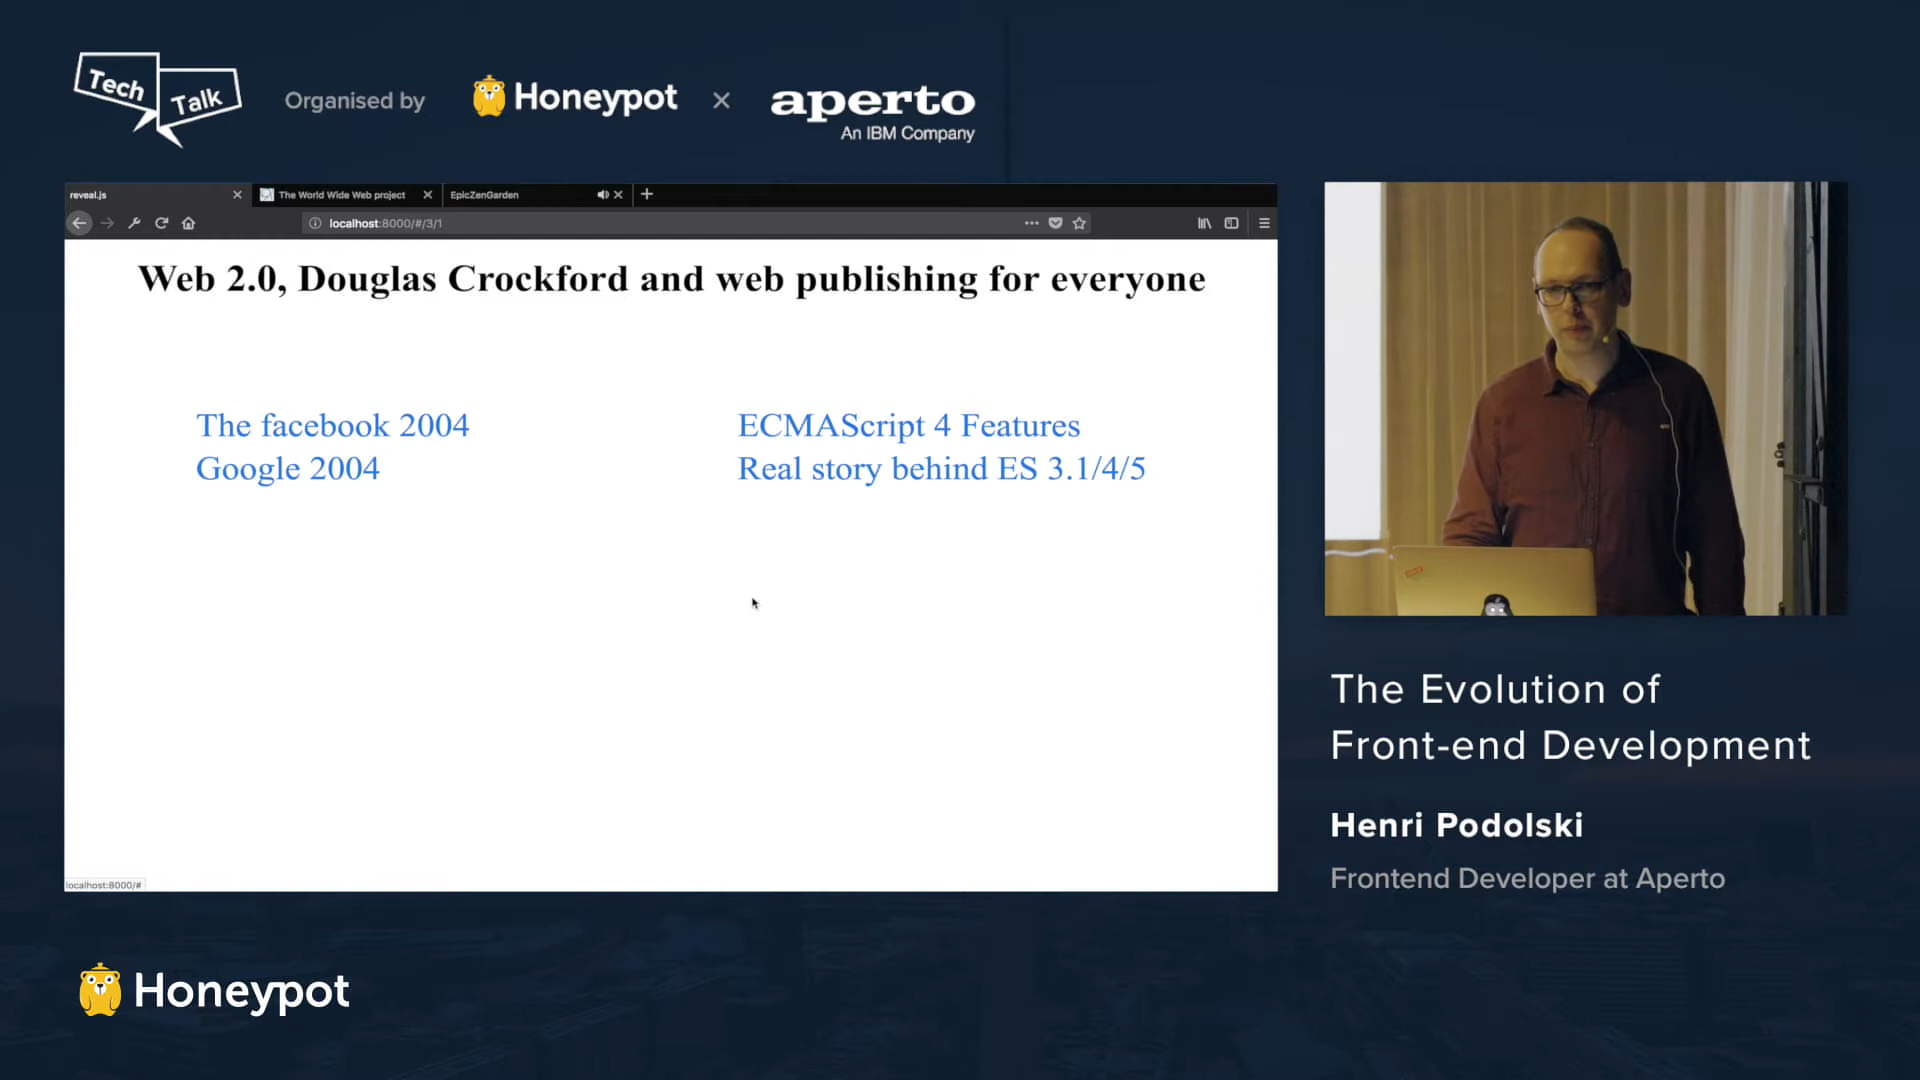 Tech
Talk
Organised by
Honeypot
×
aperto
An IBM Company
reveal.js
The World Wide Web project
EpicZenGarden
localhost:8000/#/3/1
Web 2.0, Douglas Crockford and web publishing for everyone
The facebook 2004
Google 2004
ECMAScript 4 Features
Real story behind ES 3.1/4/5
localhost:8000/#
The Evolution of
Front-end Development
Henri Podolski
Frontend Developer at Aperto
Honeypot